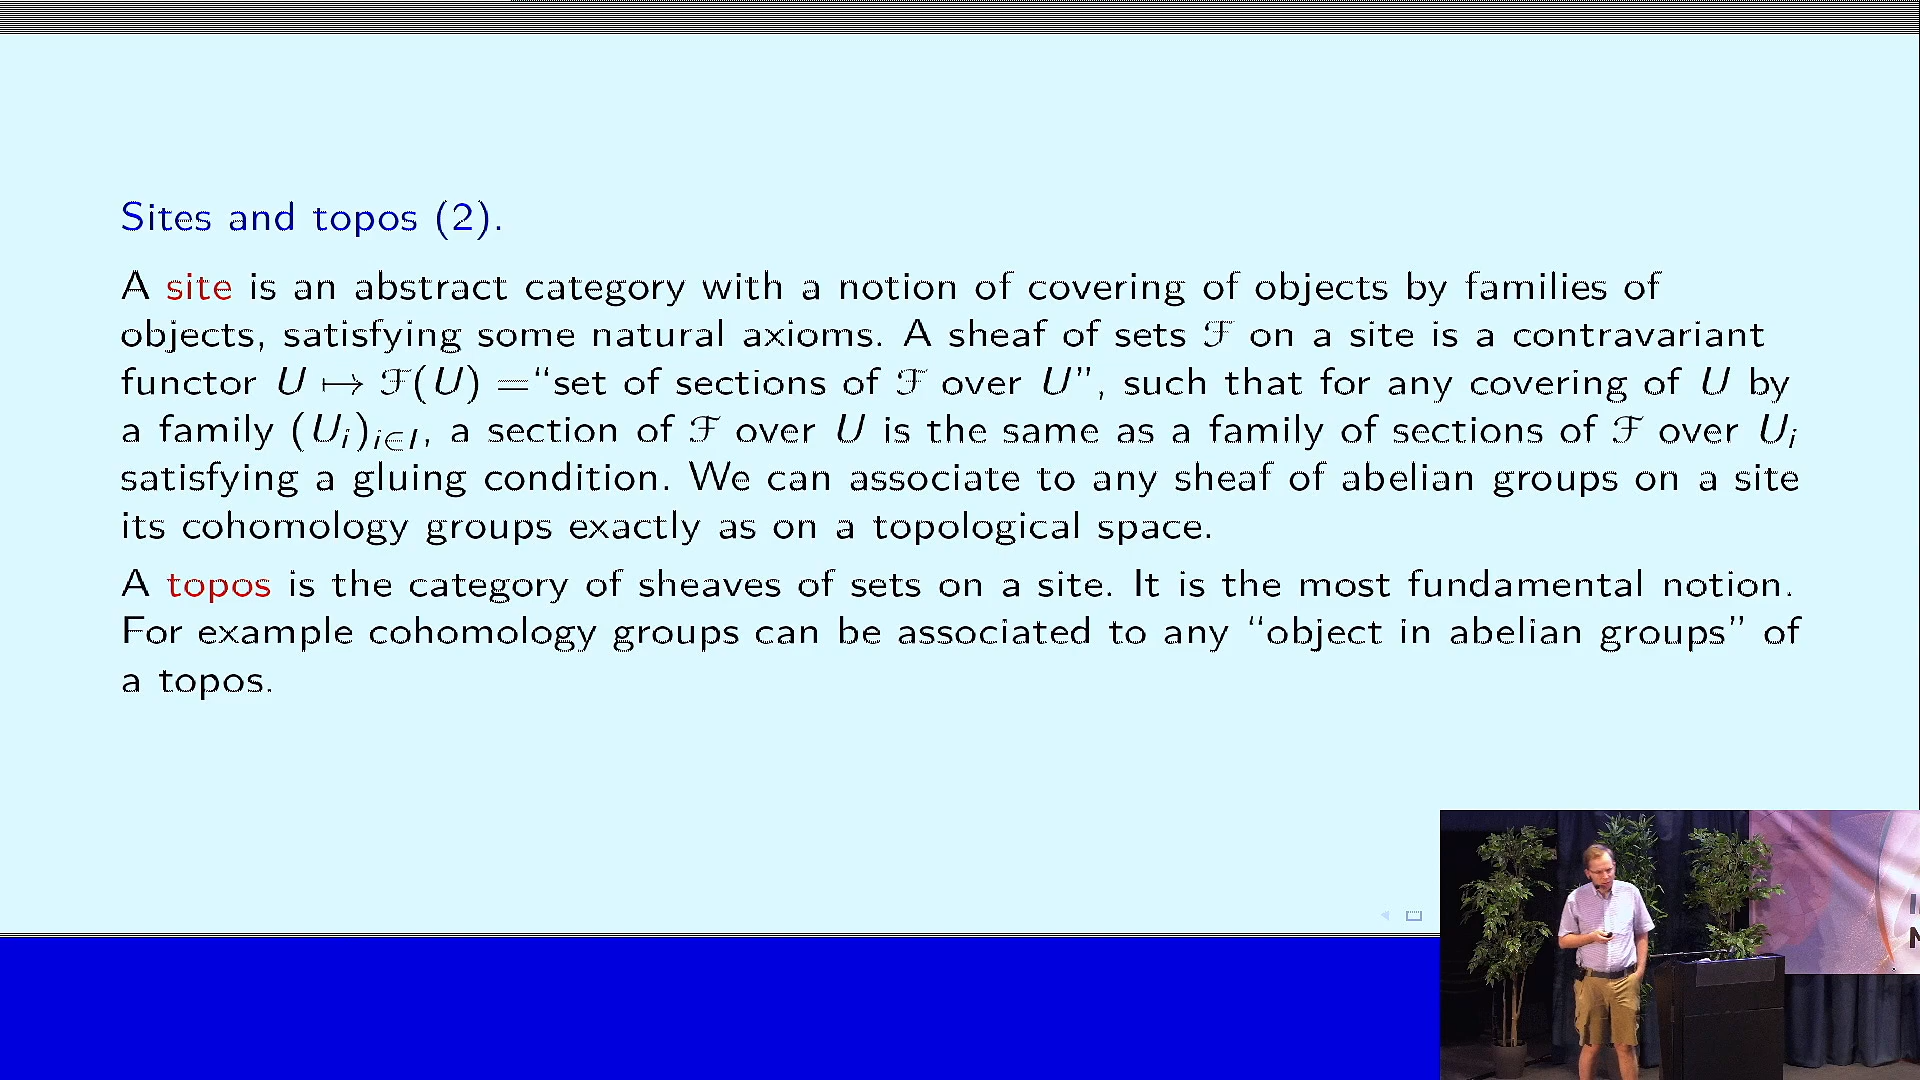 Sites and topos (2).
A site is an abstract category with a notion of covering of objects by families of
objects, satisfying some natural axioms. A sheaf of sets ℱ on a site is a contravariant
functor U ↦ ℱ(U) =“set of sections of ℱ over U”, such that for any covering of U by
a family (Uᵢ)ᵢ∈I, a section of ℱ over U is the same as a family of sections of ℱ over Uᵢ
satisfying a gluing condition. We can associate to any sheaf of abelian groups on a site
its cohomology groups exactly as on a topological space.
A topos is the category of sheaves of sets on a site. It is the most fundamental notion.
For example cohomology groups can be associated to any “object in abelian groups” of
a topos.